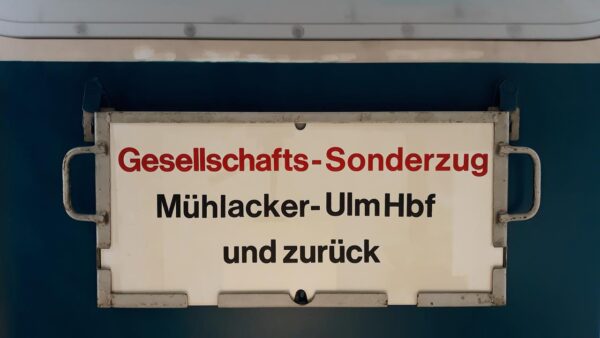 Gesellschafts-Sonderzug
Mühlacker-Ulm Hbf
und zurück